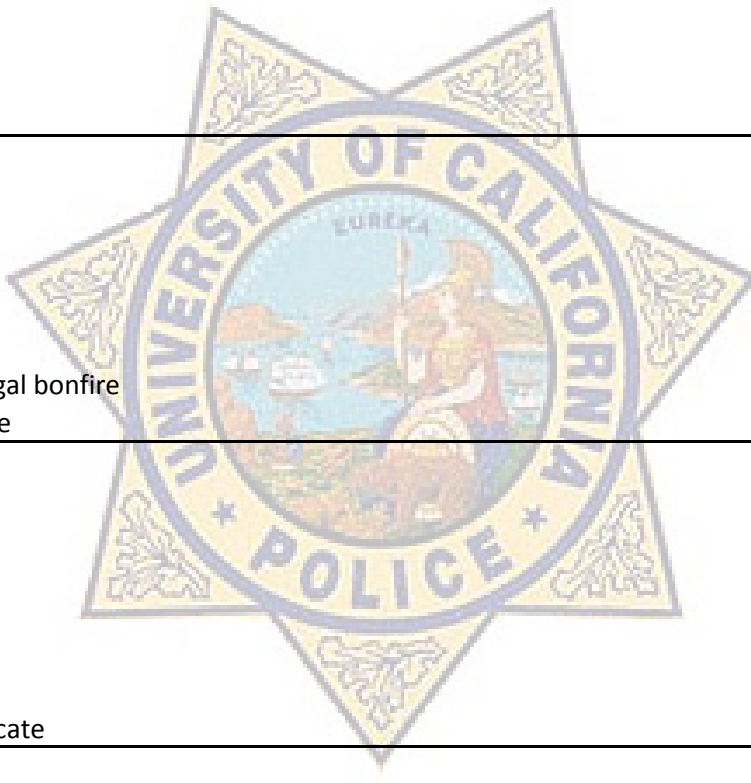 UNIVERSITY OF CALIFORNIA
EUREKA
gal bonfire
e
POLICE
cate